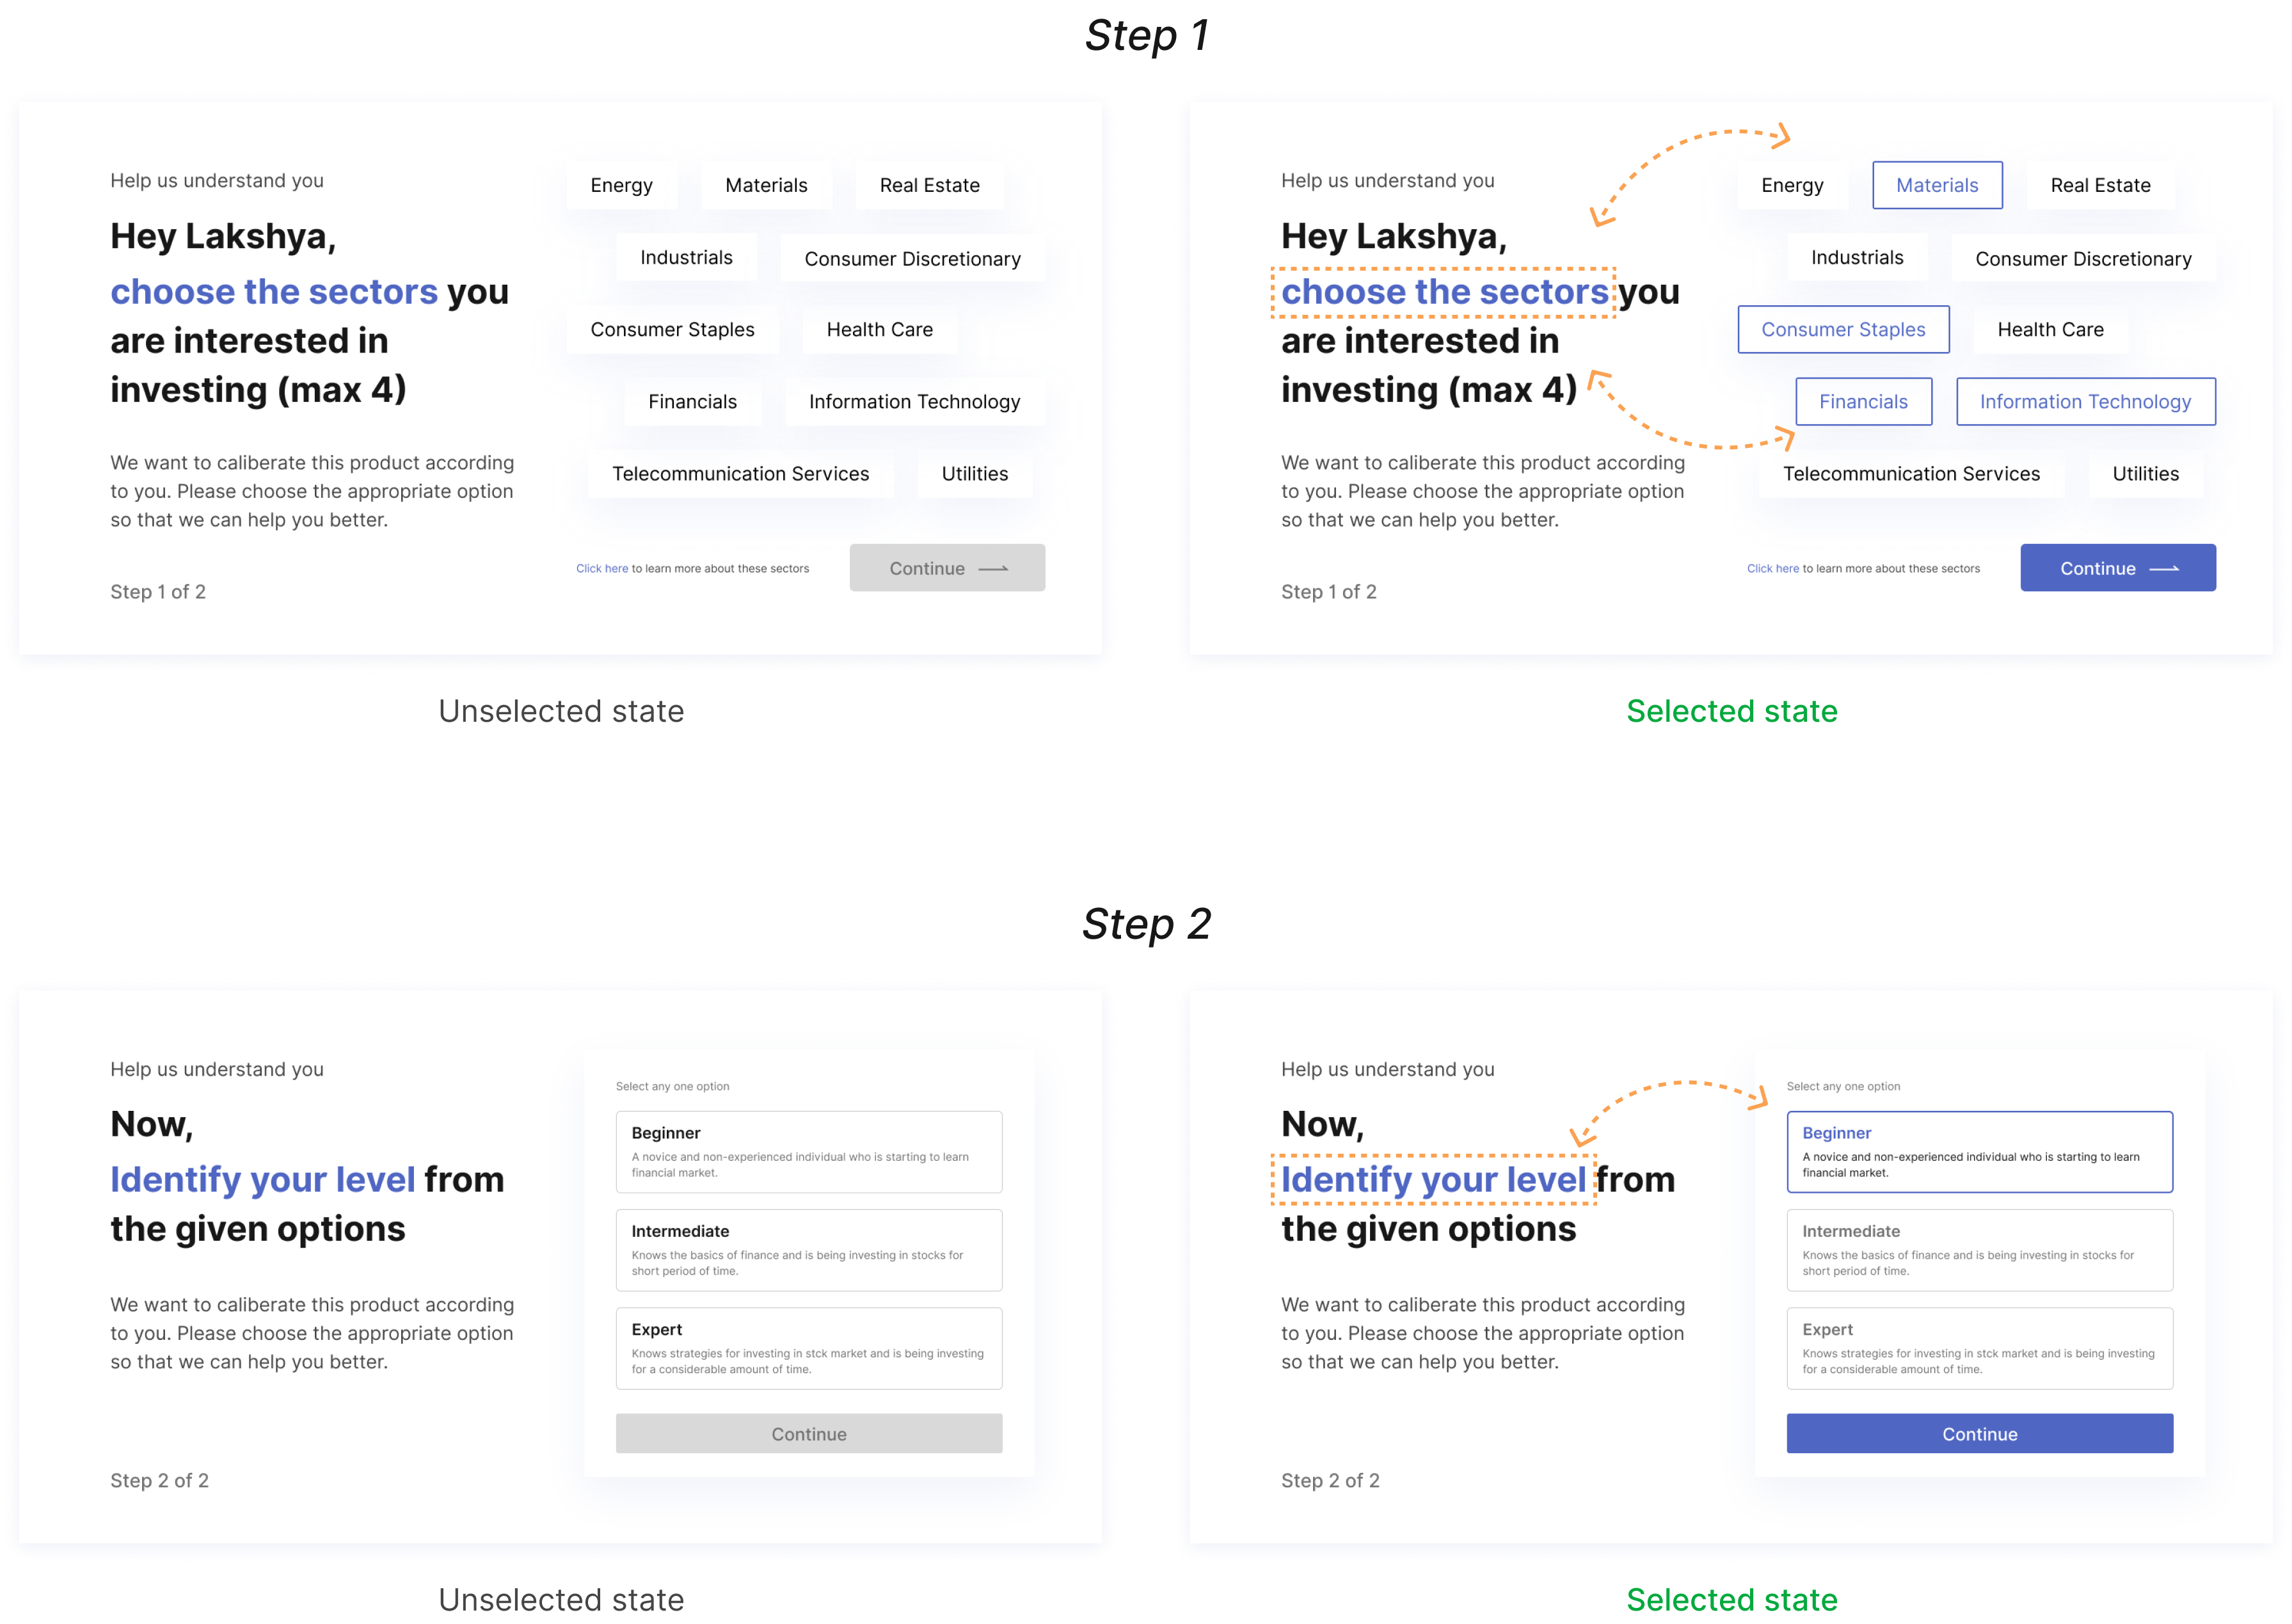 Step 1
Help us understand you
Hey Lakshya,
choose the sectors you
are interested in
investing (max 4)
We want to caliberate this product according
to you. Please choose the appropriate option
so that we can help you better.
Step 1 of 2
Energy
Materials
Real Estate
Industrials
Consumer Discretionary
Consumer Staples
Health Care
Financials
Information Technology
Telecommunication Services
Utilities
Click here to learn more about these sectors
Continue
Unselected state
Help us understand you
Hey Lakshya,
choose the sectors you
are interested in
investing (max 4)
We want to caliberate this product according
to you. Please choose the appropriate option
so that we can help you better.
Step 1 of 2
Energy
Materials
Real Estate
Industrials
Consumer Discretionary
Consumer Staples
Health Care
Financials
Information Technology
Telecommunication Services
Utilities
Click here to learn more about these sectors
Continue
Selected state
Step 2
Help us understand you
Now,
Identify your level from
the given options
We want to caliberate this product according
to you. Please choose the appropriate option
so that we can help you better.
Step 2 of 2
Select any one option
Beginner
A novice and non-experienced individual who is starting to learn
financial market.
Intermediate
Knows the basics of finance and is being investing in stocks for
short period of time.
Expert
Knows strategies for investing in stck market and is being investing
for a considerable amount of time.
Continue
Unselected state
Help us understand you
Now,
Identify your level from
the given options
We want to caliberate this product according
to you. Please choose the appropriate option
so that we can help you better.
Step 2 of 2
Select any one option
Beginner
A novice and non-experienced individual who is starting to learn
financial market.
Intermediate
Knows the basics of finance and is being investing in stocks for
short period of time.
Expert
Knows strategies for investing in stck market and is being investing
for a considerable amount of time.
Continue
Selected state